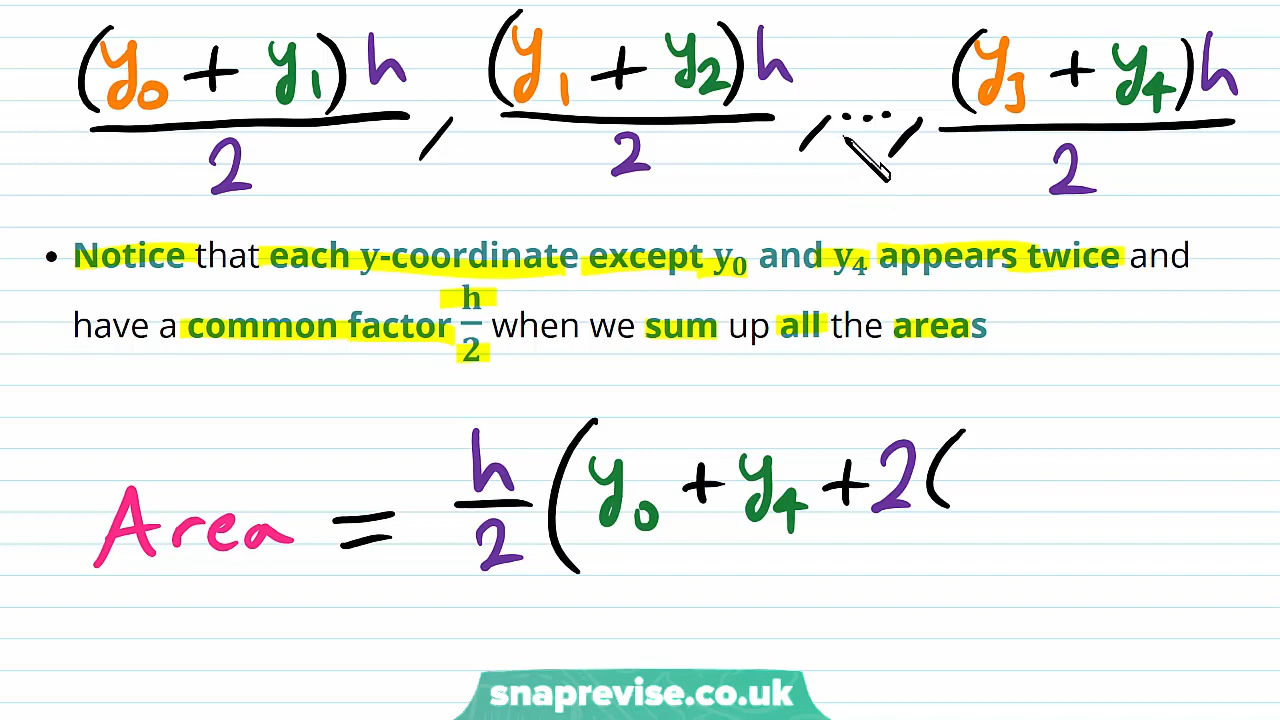 (y₀ + y₁)h/2 , (y₁ + y₂)h/2 , ... , (y₃ + y₄)h/2
• Notice that each y-coordinate except y₀ and y₄ appears twice and
have a common factor h/2 when we sum up all the areas
Area = h/2 (y₀ + y₄ + 2(
snaprevise.co.uk